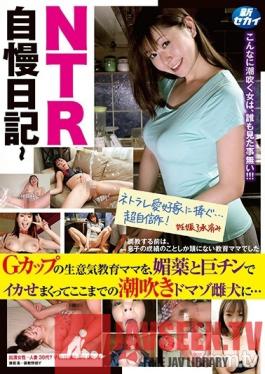 新セカイ
NTR
自慢日記~
こんなに潮吹く女は、誰も見た事無い!!!
ネトラレ愛好家に捧ぐ…
超自信作!
調教する前は、
息子の成績のことしか頭にない教育ママでした
Gカップの生意気教育ママを、媚薬と巨チンで
イカせまくってここまでの潮吹きドマゾ雌犬に…
JAV
SEEN.TV
FREE JAV LIBRARY